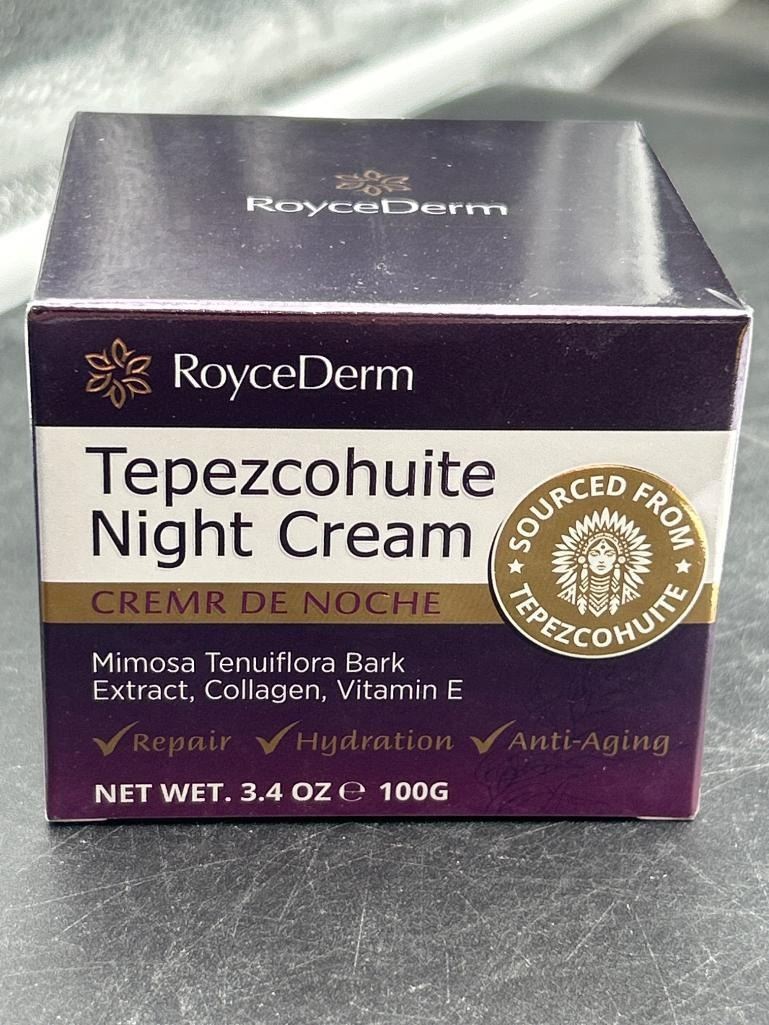 RoyceDerm
RoyceDerm
Tepezcohuite
Night Cream
CREMR DE NOCHE
SOURCED FROM
TEPEZCOHUITE
Mimosa Tenuiflora Bark
Extract, Collagen, Vitamin E
✓Repair ✓Hydration ✓Anti-Aging
NET WET. 3.4 OZ ℮ 100G